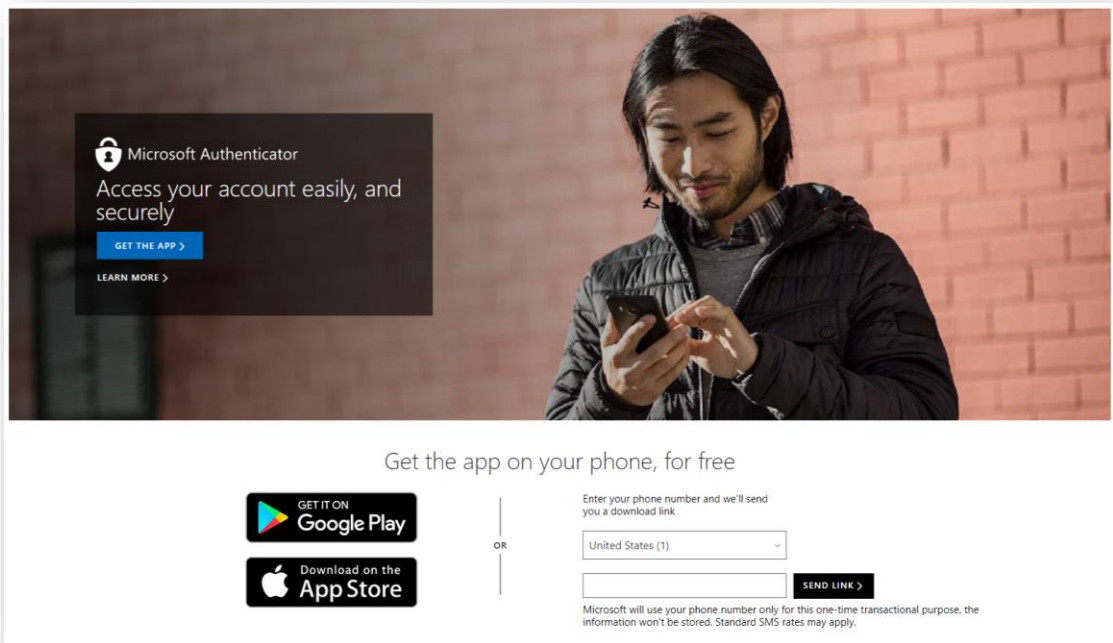 Microsoft Authenticator
Access your account easily, and
securely
GET THE APP >
LEARN MORE >
Get the app on your phone, for free
GET IT ON
Google Play
Download on the
App Store
OR
Enter your phone number and we'll send
you a download link
United States (1)
SEND LINK >
Microsoft will use your phone number only for this one-time transactional purpose, the
information won't be stored. Standard SMS rates may apply.